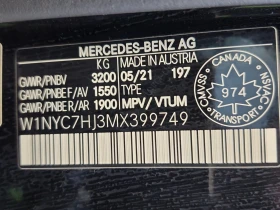 MERCEDES-BENZ AG
KG MADE IN AUSTRIA
GVWR/PNBV 3200 05/21 197
GAWR/PNBE F/AV 1550 TYPE
GAWR/PNBE R/AR 1900 MPV/VTUM
W1NYC7HJ3MX399749
CANADA
CMVSS
974
NSVAC
TRANSPORT